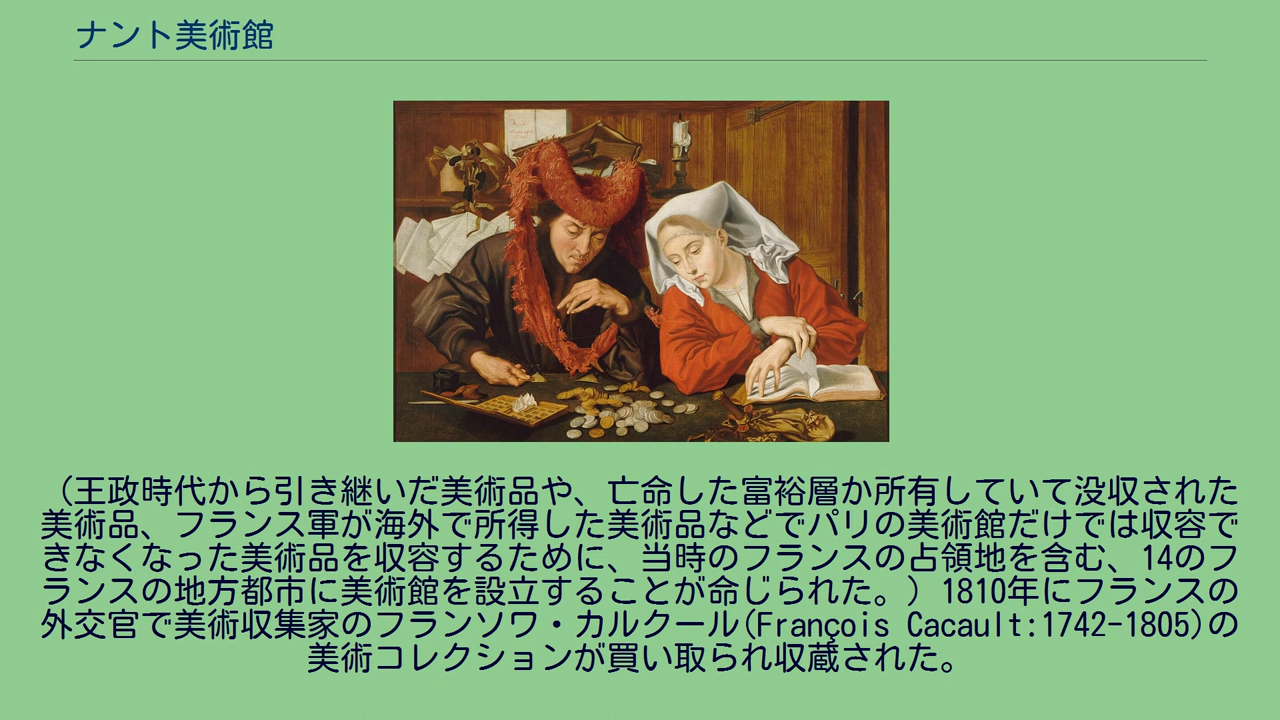 ナント美術館
（王政時代から引き継いだ美術品や、亡命した富裕層か所有していて没収された
美術品、フランス軍が海外で所得した美術品などでパリの美術館だけでは収容で
きなくなった美術品を収容するために、当時のフランスの占領地を含む、14のフ
ランスの地方都市に美術館を設立することが命じられた。）1810年にフランスの
外交官で美術収集家のフランソワ・カルクール(François Cacault:1742-1805)の
美術コレクションが買い取られ収蔵された。